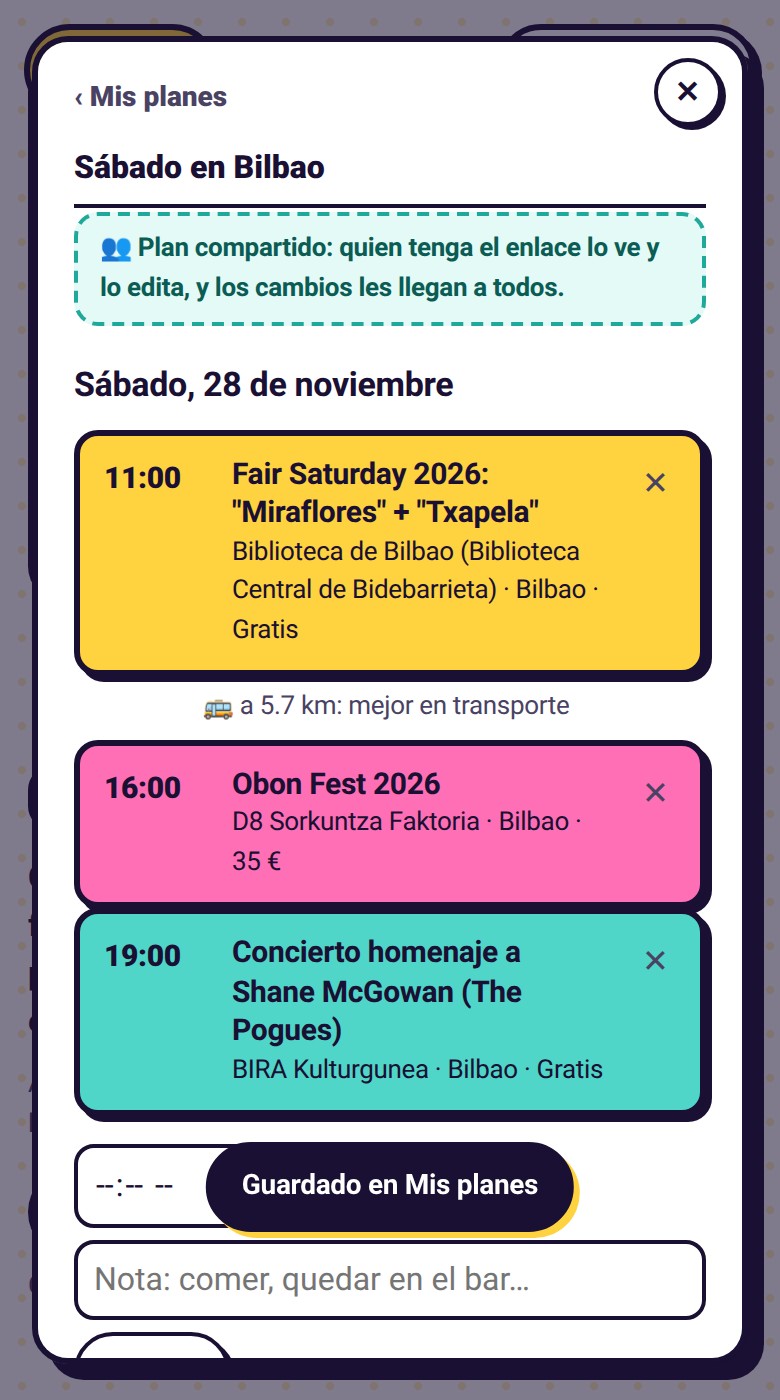 ‹ Mis planes
✕
Sábado en Bilbao
👥 Plan compartido: quien tenga el enlace lo ve y
lo edita, y los cambios les llegan a todos.
Sábado, 28 de noviembre
11:00
Fair Saturday 2026:
"Miraflores" + "Txapela"
Biblioteca de Bilbao (Biblioteca
Central de Bidebarrieta) · Bilbao ·
Gratis
✕
🚌 a 5.7 km: mejor en transporte
16:00
Obon Fest 2026
D8 Sorkuntza Faktoria · Bilbao ·
35 €
✕
19:00
Concierto homenaje a
Shane McGowan (The
Pogues)
BIRA Kulturgunea · Bilbao · Gratis
✕
--:-- --
Guardado en Mis planes
Nota: comer, quedar en el bar…